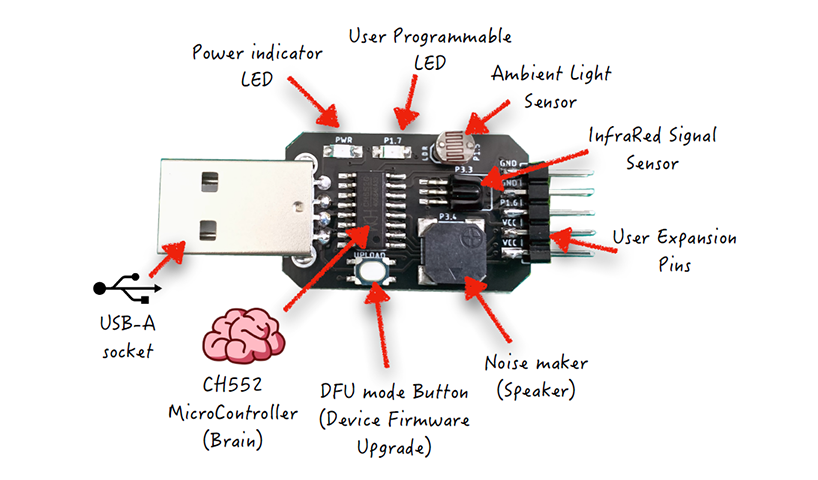 User Programmable
LED
Power indicator
LED
Ambient Light
Sensor
InfraRed Signal
Sensor
PWR
P1.7
P1.5
GND
P3.3
GND
P1.6
P3.4
VCC
VCC
UPLOAD
User Expansion
Pins
USB-A
socket
CH552
MicroController
(Brain)
DFU mode Button
(Device Firmware
Upgrade)
Noise maker
(Speaker)